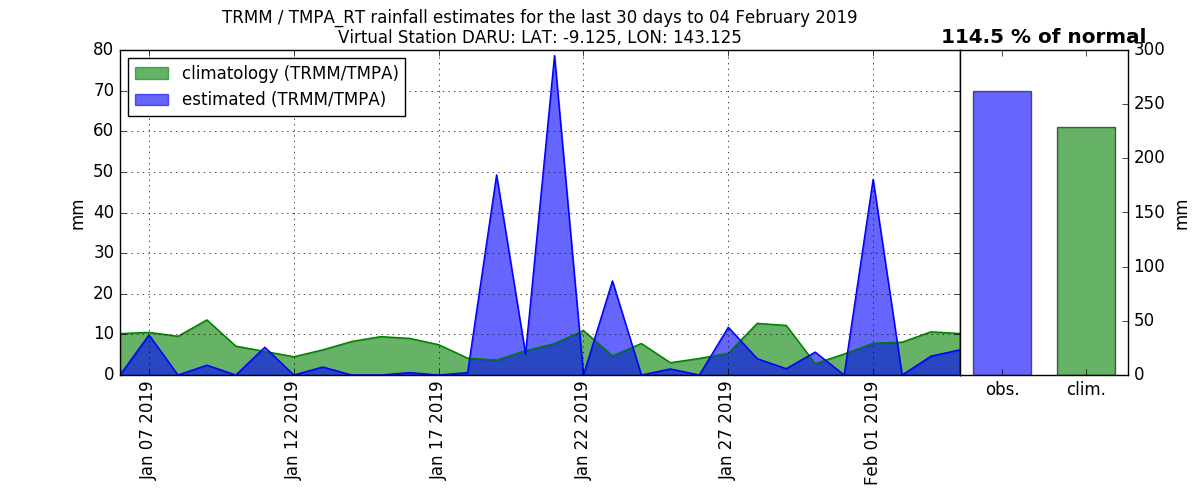 TRMM / TMPA_RT rainfall estimates for the last 30 days to 04 February 2019
Virtual Station DARU: LAT: -9.125, LON: 143.125
114.5 % of normal
climatology (TRMM/TMPA)
estimated (TRMM/TMPA)
80
70
60
50
40
30
20
10
0
mm
Jan 07 2019
Jan 12 2019
Jan 17 2019
Jan 22 2019
Jan 27 2019
Feb 01 2019
obs.
clim.
300
250
200
150
100
50
0
mm